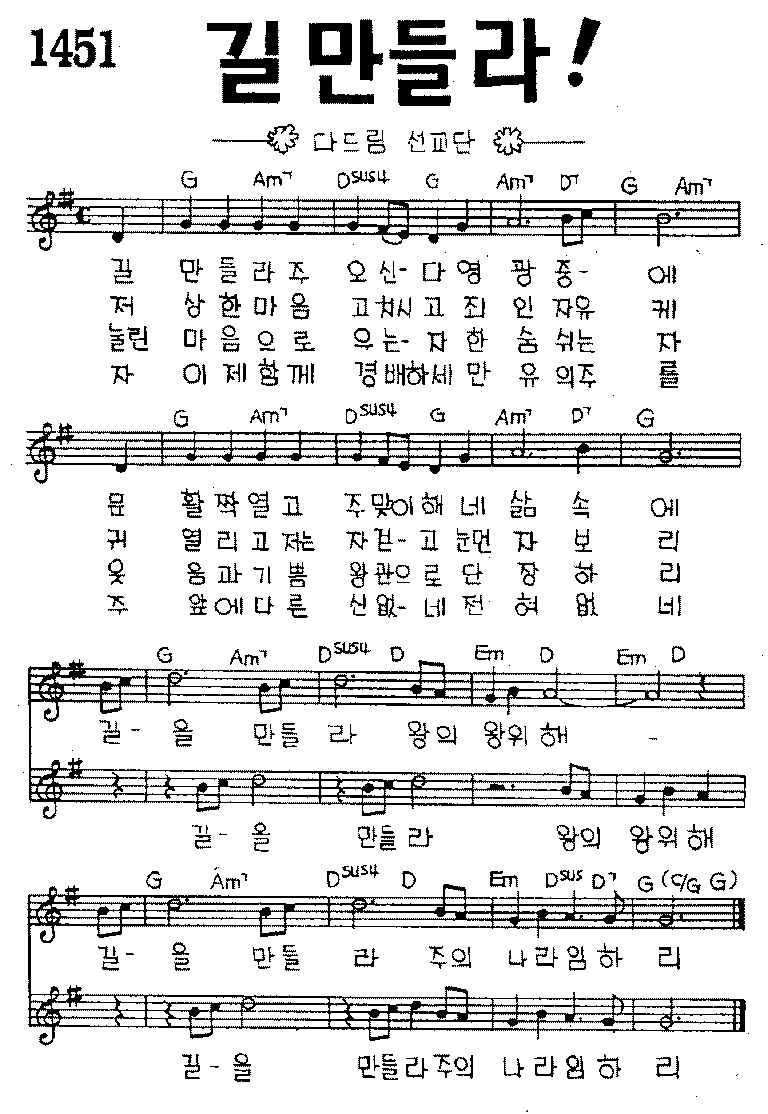 1451
길 만들라!
다드림 선교단
G Am7 Dsus4 G Am7 D7 G Am7
길 만들라주 오신- 다영 광 중- 에
저 상한마음 고쳐시고 죄 인 자유 케
눌린 마음으로 우는- 자한 숨 쉬는 자
자 이제함께 경배하세 만 유 의주 를
G Am7 Dsus4 G Am7 D7 G
문 활짝열고 주맞이해 네 삶 속 에
귀 열리고저는 자걷- 고 눈먼 자 보 리
웃 음과기쁨 왕관으로 단 장 하 리
주 앞에다른 신없- 네전 혀 없 네
G Am7 Dsus4 D Em D Em D
길- 을 만들 라 왕의 왕위해 -
길- 을 만들라 왕의 왕위해
G Am7 Dsus4 D Em Dsus D7 G (C/G G)
길- 을 만들 라 주의 나라임하 리
길- 을 만들라주의 나라임하 리